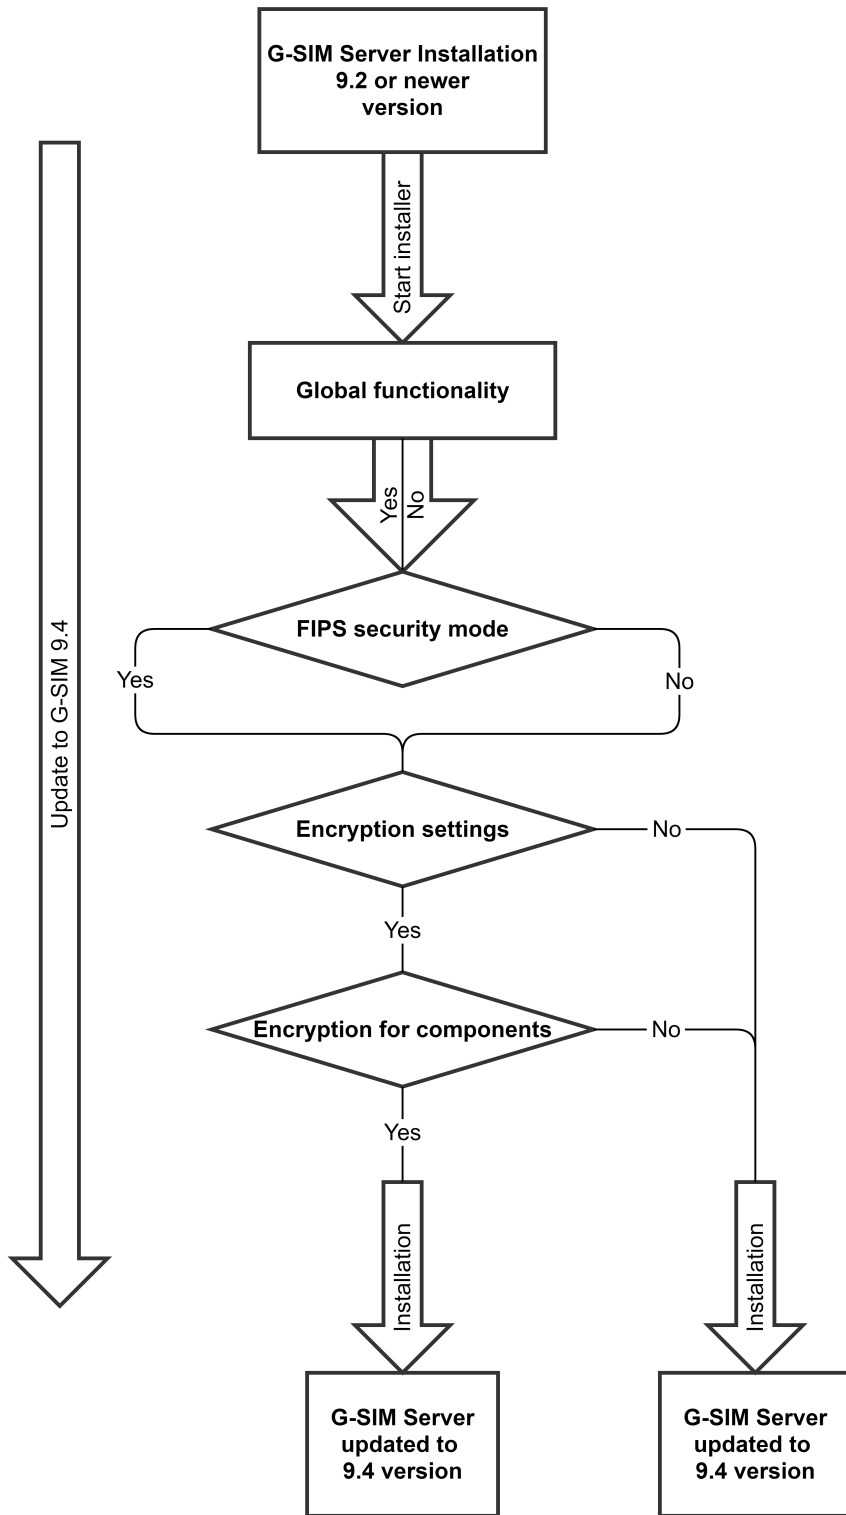 G-SIM Server Installation
9.2 or newer
version
Start installer
Global functionality
Yes
No
FIPS security mode
Yes
No
Update to G-SIM 9.4
Encryption settings
No
Yes
Encryption for components
No
Yes
Installation
Installation
G-SIM Server
updated to
9.4 version
G-SIM Server
updated to
9.4 version